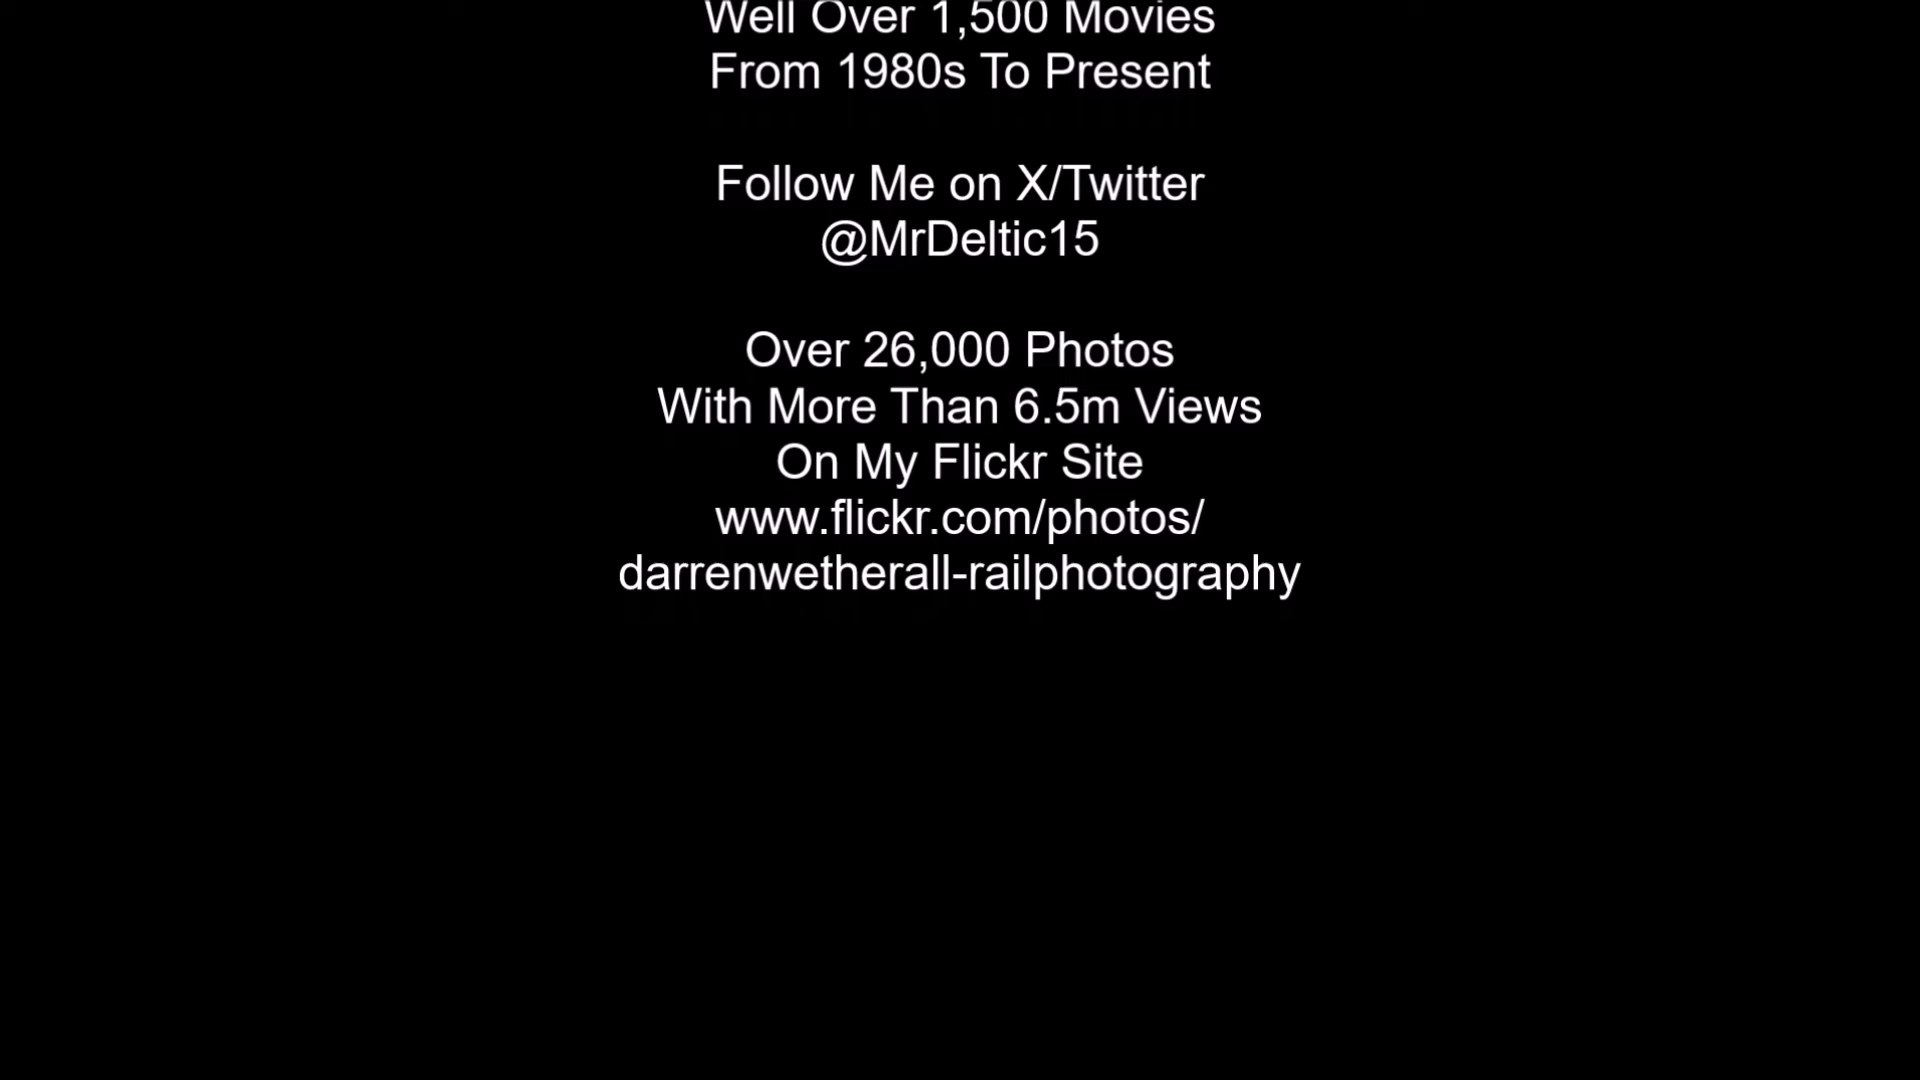 Well Over 1,500 Movies
From 1980s To Present
Follow Me on X/Twitter
@MrDeltic15
Over 26,000 Photos
With More Than 6.5m Views
On My Flickr Site
www.flickr.com/photos/
darrenwetherall-railphotography